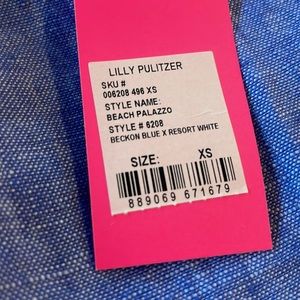 LILLY PULITZER
SKU #
006208 496 XS
STYLE NAME:
BEACH PALAZZO
STYLE # 6208
BECKON BLUE X RESORT WHITE
SIZE: XS
889069 671679